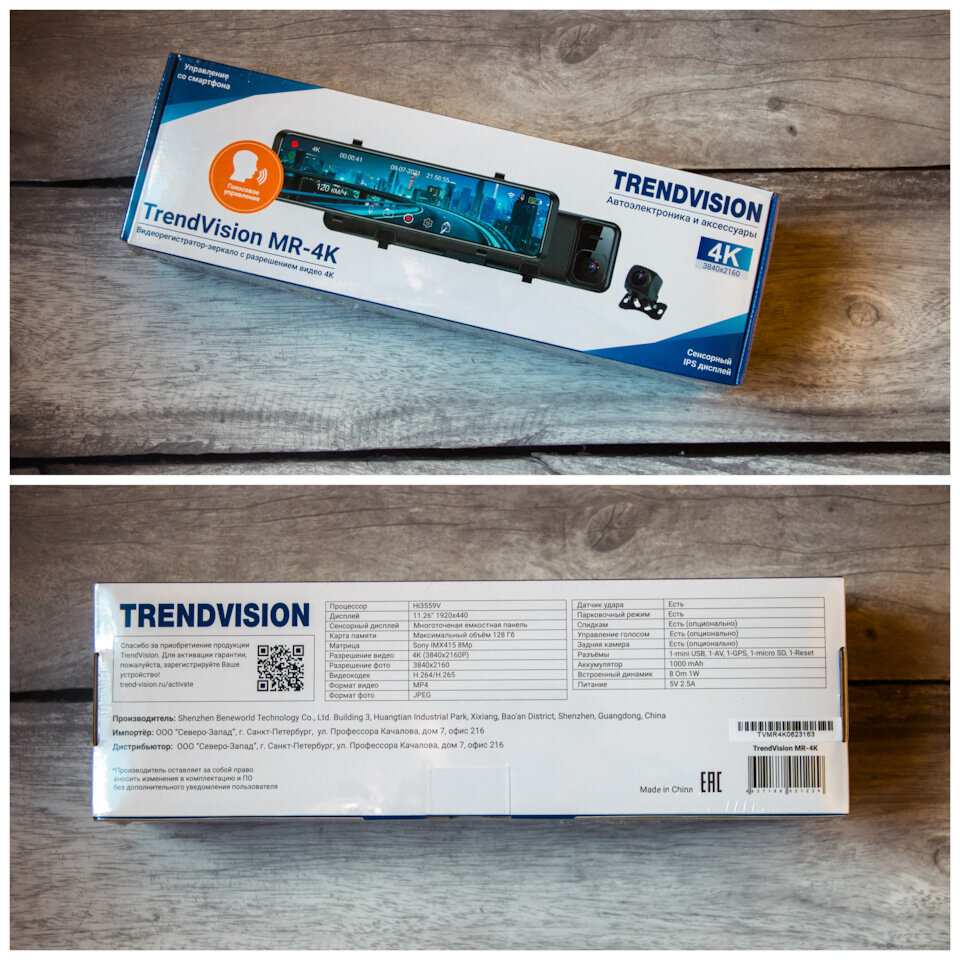 Управление
со смартфона
Голосовое
управление
4K
00:00:41
09-07-2021
21:58:55
120 КМ/Ч
TrendVision MR-4K
Видеорегистратор-зеркало с разрешением видео 4K
TRENDVISION
Автоэлектроника и аксессуары
4K
3840x2160
Сенсорный
IPS дисплей
TRENDVISION
Спасибо за приобретение продукции
TrendVision. Для активации гарантии,
пожалуйста, зарегистрируйте Ваше
устройство!
trend-vision.ru/activate
Процессор Hi3559V
Дисплей 11.26" 1920x440
Сенсорный дисплей Многоточеная емкостная панель
Карта памяти Максимальный объём 128 Гб
Матрица Sony IMX415 8Mp
Разрешение видео 4K (3840x2160P)
Разрешение фото 3840x2160
Видеокодек H.264/H.265
Формат видео MP4
Формат фото JPEG
Датчик удара Есть
Парковочный режим Есть
Спидкам Есть (опционально)
Управление голосом Есть (опционально)
Задняя камера Есть (опционально)
Разъёмы 1-mini USB, 1-AV, 1-GPS, 1-micro SD, 1-Reset
Аккумулятор 1000 mAh
Встроенный динамик 8 Om 1W
Питание 5V 2.5A
Производитель: Shenzhen Beneworld Technology Co., Ltd. Building 3, Huangtian Industrial Park, Xixiang, Bao'an District, Shenzhen, Guangdong, China
Импортёр: ООО "Северо-Запад", г. Санкт-Петербург, ул. Профессора Качалова, дом 7, офис 216
Дистрибьютор: ООО "Северо-Запад", г. Санкт-Петербург, ул. Профессора Качалова, дом 7, офис 216
*Производитель оставляет за собой право
вносить изменения в комплектацию и ПО
без дополнительного уведомления пользователя
TVMR4K0623163
TrendVision MR-4K
Made in China
EAC